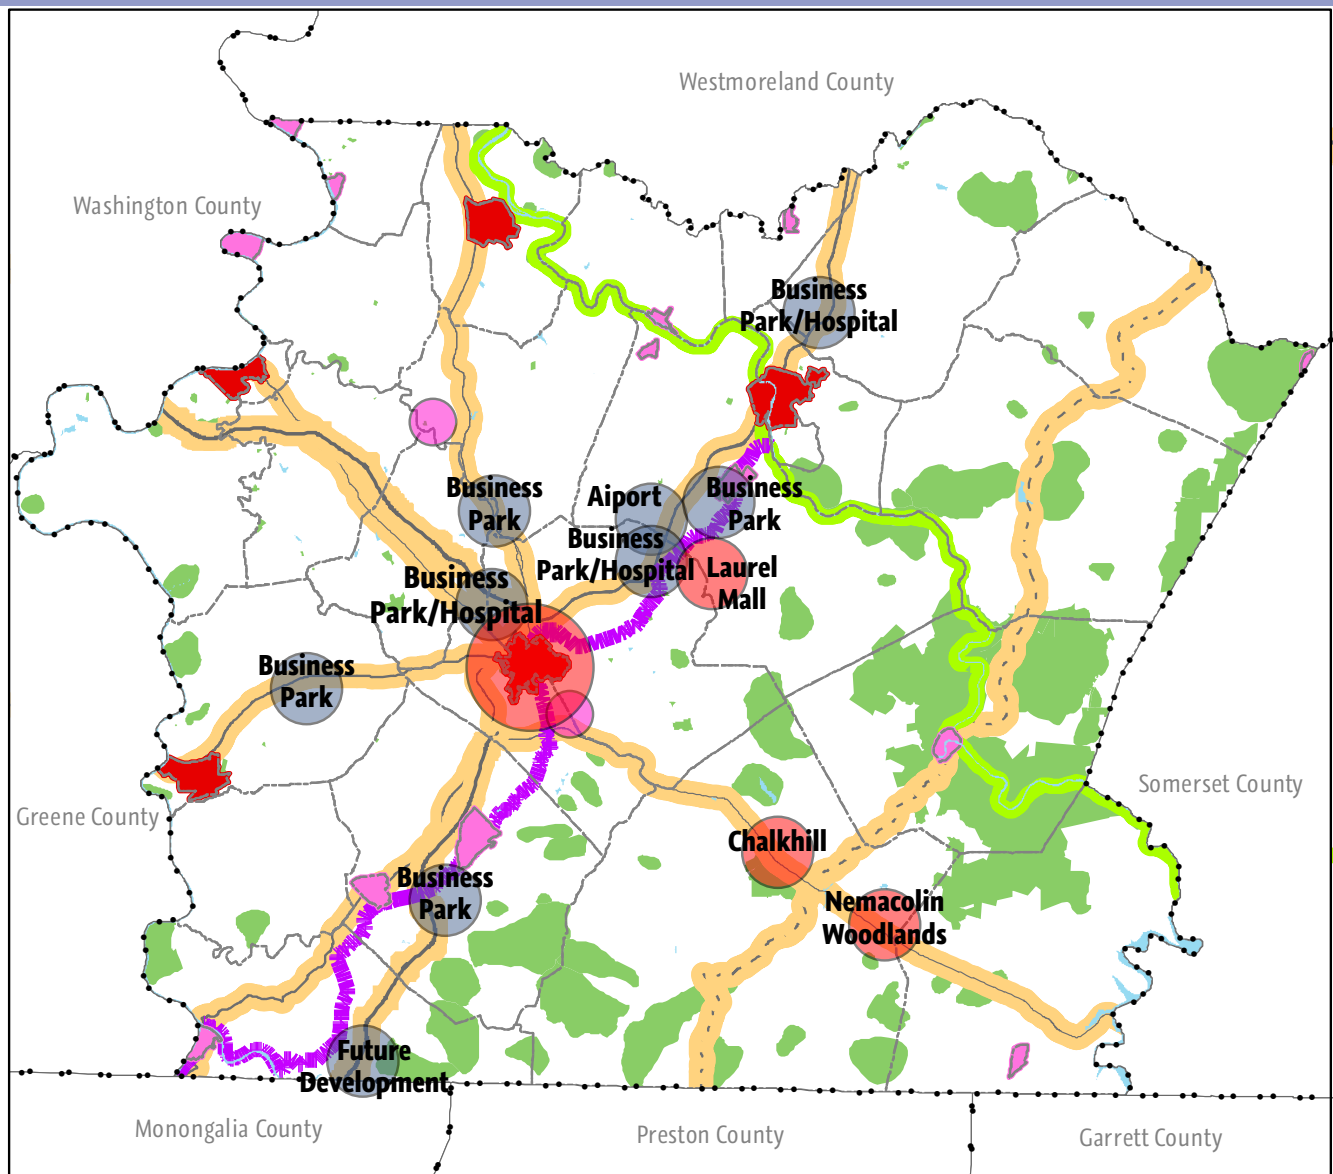 Westmoreland County
Washington County
Business
Park/Hospital
Business
Park
Aiport
Business
Park
Business
Park/Hospital
Laurel
Mall
Business
Park/Hospital
Business
Park
Somerset County
Greene County
Chalkhill
Business
Park
Nemacolin
Woodlands
Future
Development
Monongalia County
Preston County
Garrett County